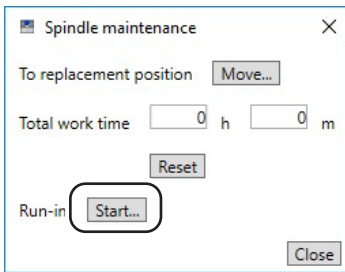 Spindle maintenance
To replacement position Move...
Total work time 0 h 0 m
Reset
Run-in Start...
Close